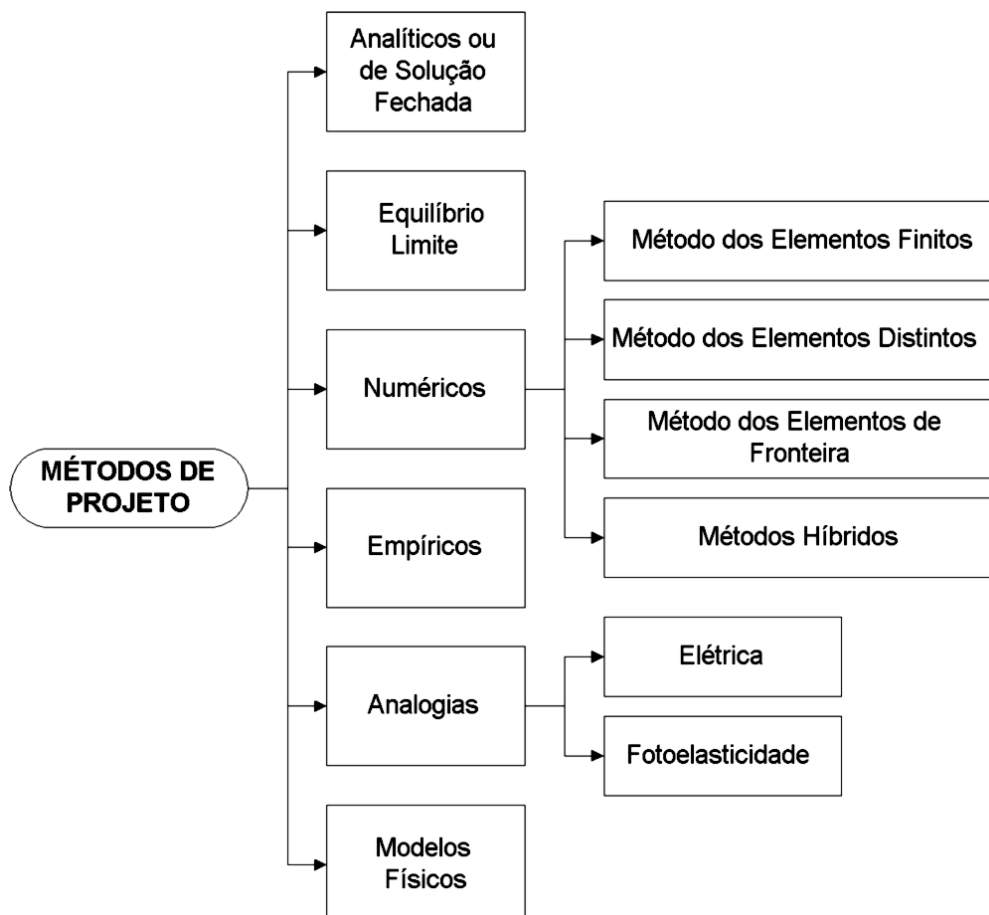 Analíticos ou
de Solução
Fechada
Equilíbrio
Limite
Método dos Elementos Finitos
Método dos Elementos Distintos
Numéricos
Método dos Elementos de
Fronteira
MÉTODOS DE
PROJETO
Métodos Híbridos
Empíricos
Elétrica
Analogias
Fotoelasticidade
Modelos
Físicos